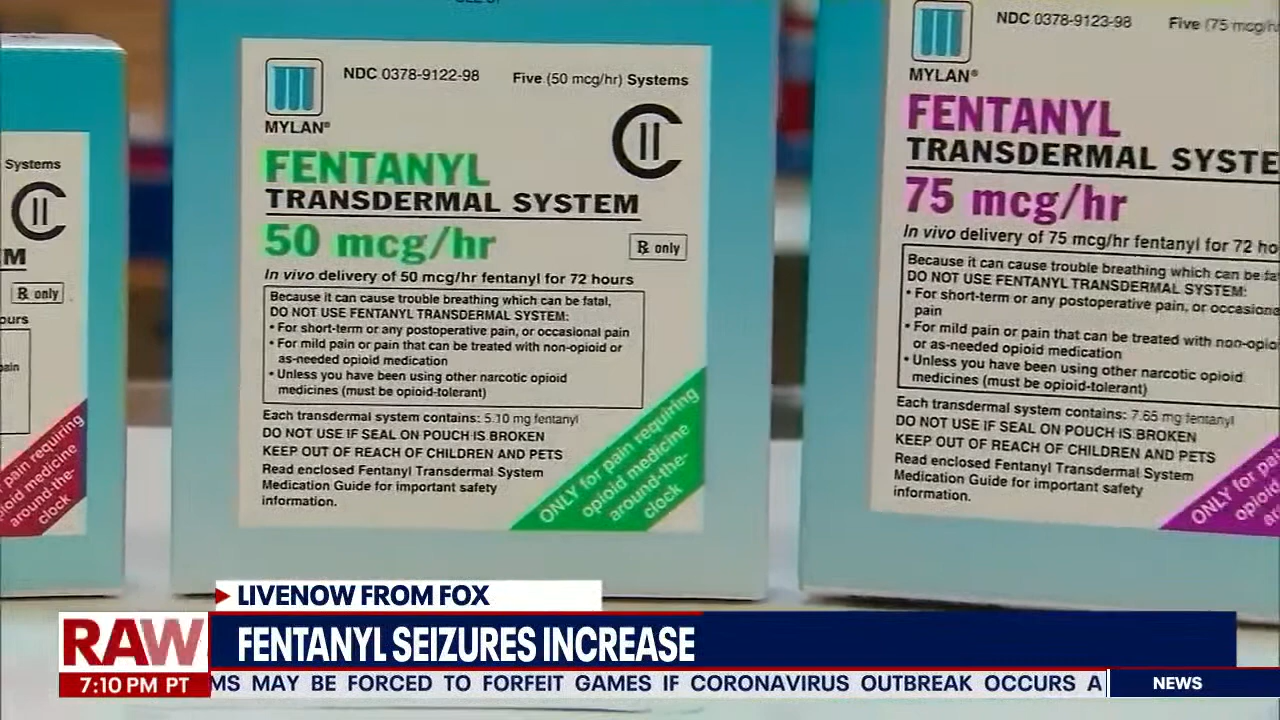 Systems
CII
M
Rx only
ours
pain
pain requiring
opioid medicine
around-the-
clock
NDC 0378-9122-98
Five (50 mcg/hr) Systems
MYLAN®
CII
FENTANYL
TRANSDERMAL SYSTEM
50 mcg/hr
Rx only
In vivo delivery of 50 mcg/hr fentanyl for 72 hours
Because it can cause trouble breathing which can be fatal,
DO NOT USE FENTANYL TRANSDERMAL SYSTEM:
• For short-term or any postoperative pain, or occasional pain
• For mild pain or pain that can be treated with non-opioid or
as-needed opioid medication
• Unless you have been using other narcotic opioid
medicines (must be opioid-tolerant)
Each transdermal system contains: 5.10 mg fentanyl
DO NOT USE IF SEAL ON POUCH IS BROKEN
KEEP OUT OF REACH OF CHILDREN AND PETS
Read enclosed Fentanyl Transdermal System
Medication Guide for important safety
information.
ONLY for pain requiring
opioid medicine
around-the-
clock
NDC 0378-9123-98
Five (75 mcg/h
MYLAN®
FENTANYL
TRANSDERMAL SYSTE
75 mcg/hr
In vivo delivery of 75 mcg/hr fentanyl for 72 ho
Because it can cause trouble breathing which can be fa
DO NOT USE FENTANYL TRANSDERMAL SYSTEM:
• For short-term or any postoperative pain, or occasiona
pain
• For mild pain or pain that can be treated with non-opio
or as-needed opioid medication
• Unless you have been using other narcotic opioid
medicines (must be opioid-tolerant)
Each transdermal system contains: 7.65 mg fentanyl
DO NOT USE IF SEAL ON POUCH IS BROKEN
KEEP OUT OF REACH OF CHILDREN AND PETS
Read enclosed Fentanyl Transdermal System
Medication Guide for important safety
information.
ONLY for pai
opioid
ar
LIVENOW FROM FOX
RAW
FENTANYL SEIZURES INCREASE
7:10 PM PT
MS MAY BE FORCED TO FORFEIT GAMES IF CORONAVIRUS OUTBREAK OCCURS A
NEWS